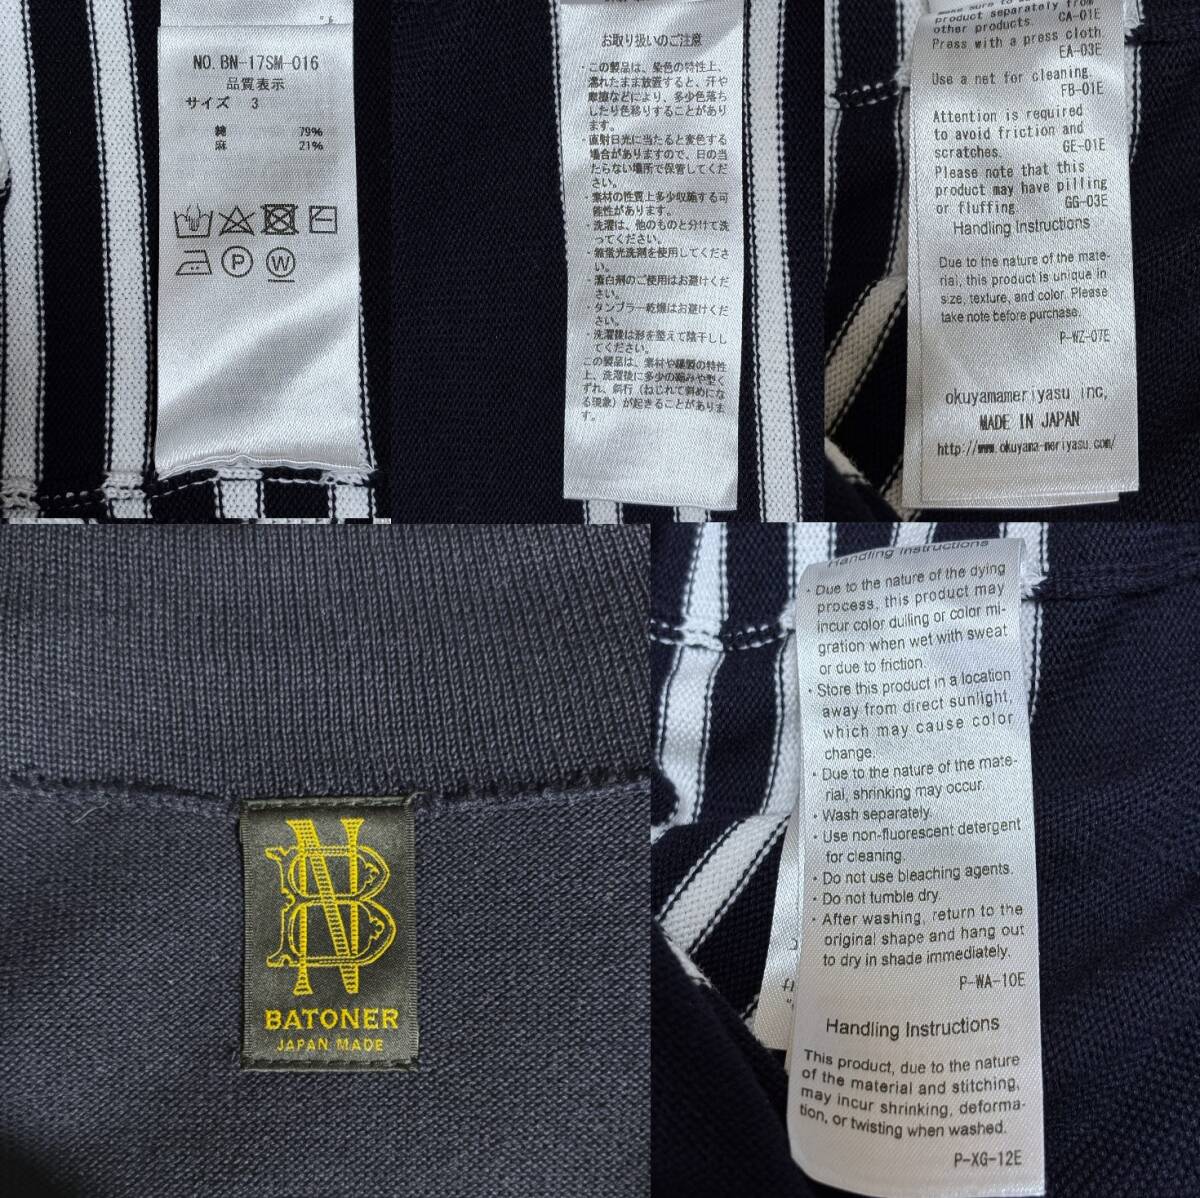 NO. BN-17SM-016
品質表示
サイズ 3
綿 79%
麻 21%
P
W
お取り扱いのご注意
・この製品は、染色の特性上、
濡れたまま放置すると、汗や
摩擦などにより、多少色落ち
したり色移りすることがあり
ます。
・直射日光に当たると変色する
場合がありますので、日の当
たらない場所で保管してくだ
さい。
・素材の性質上多少収縮する可
能性があります。
・洗濯は、他のものと分けて洗
ってください。
・無蛍光洗剤を使用してくださ
い。
・漂白剤のご使用はお避けくだ
さい。
・タンブラー乾燥はお避けくだ
さい。
・洗濯後は形を整えて陰干しし
てください。
この製品は、素材や縫製の特性
上、洗濯後に多少の縮みや型く
ずれ、斜行（ねじれて斜めにな
る現象）が起きることがありま
す。
product separately from
other products.
CA-01E
Press with a press cloth.
EA-03E
Use a net for cleaning.
FB-01E
Attention is required
to avoid friction and
scratches.
GE-01E
Please note that this
product may have pilling
or fluffing.
GG-03E
Handling Instructions
Due to the nature of the mate-
rial, this product is unique in
size, texture, and color. Please
take note before purchase.
P-WZ-07E
okuyamameriyasu inc.
MADE IN JAPAN
http://www.okuyama-meriyasu.com/
BN
BATONER
JAPAN MADE
Handling Instructions
・Due to the nature of the dying
process, this product may
incur color dulling or color mi-
gration when wet with sweat
or due to friction.
・Store this product in a location
away from direct sunlight,
which may cause color
change.
・Due to the nature of the mate-
rial, shrinking may occur.
・Wash separately.
・Use non-fluorescent detergent
for cleaning.
・Do not use bleaching agents.
・Do not tumble dry.
・After washing, return to the
original shape and hang out
to dry in shade immediately.
P-WA-10E
Handling Instructions
This product, due to the nature
of the material and stitching,
may incur shrinking, deforma-
tion, or twisting when washed.
P-XG-12E